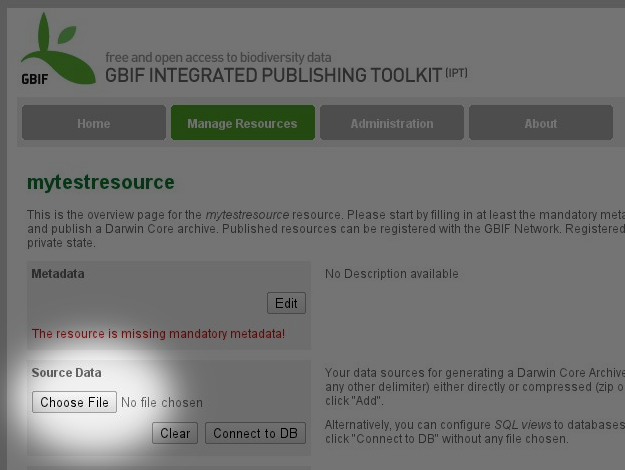 free and open access to biodiversity data
GBIF
GBIF INTEGRATED PUBLISHING TOOLKIT (IPT)
Home
Manage Resources
Administration
About
mytestresource
This is the overview page for the mytestresource resource. Please start by filling in at least the mandatory meta
and publish a Darwin Core archive. Published resources can be registered with the GBIF Network. Registered
private state.
Metadata
No Description available
Edit
The resource is missing mandatory metadata!
Source Data
Choose File
No file chosen
Clear
Connect to DB
Your data sources for generating a Darwin Core Archive
any other delimiter) either directly or compressed (zip o
click "Add".
Alternatively, you can configure SQL views to databases
click "Connect to DB" without any file chosen.